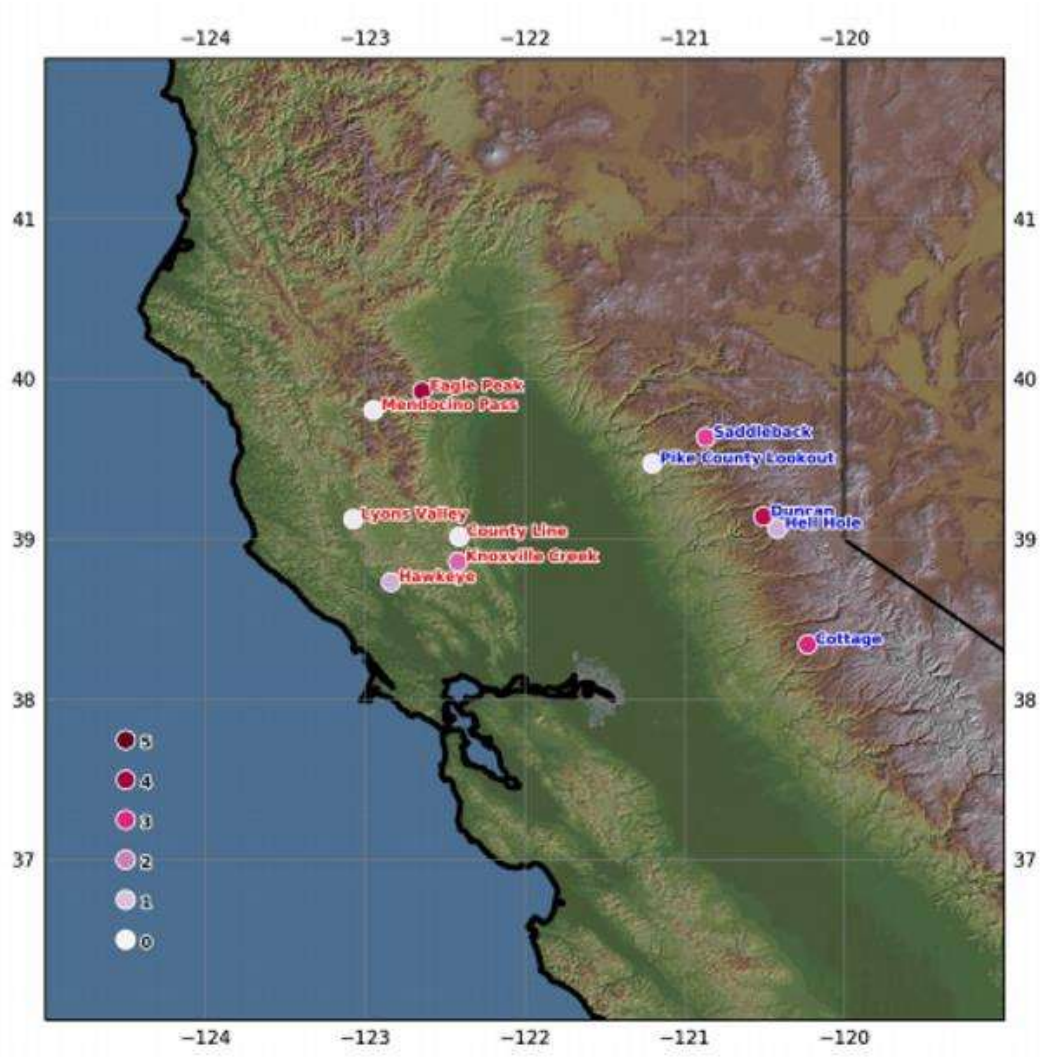 −124 −123 −122 −121 −120
41 41
40 40
Eagle Peak
Mendocino Pass
Saddleback
Pike County Lookout
Lyons Valley
Duncan
Hell Hole
County Line
39 39
Knoxville Creek
Hawkeye
Cottage
38 38
5
4
3
37 37
2
1
0
−124 −123 −122 −121 −120